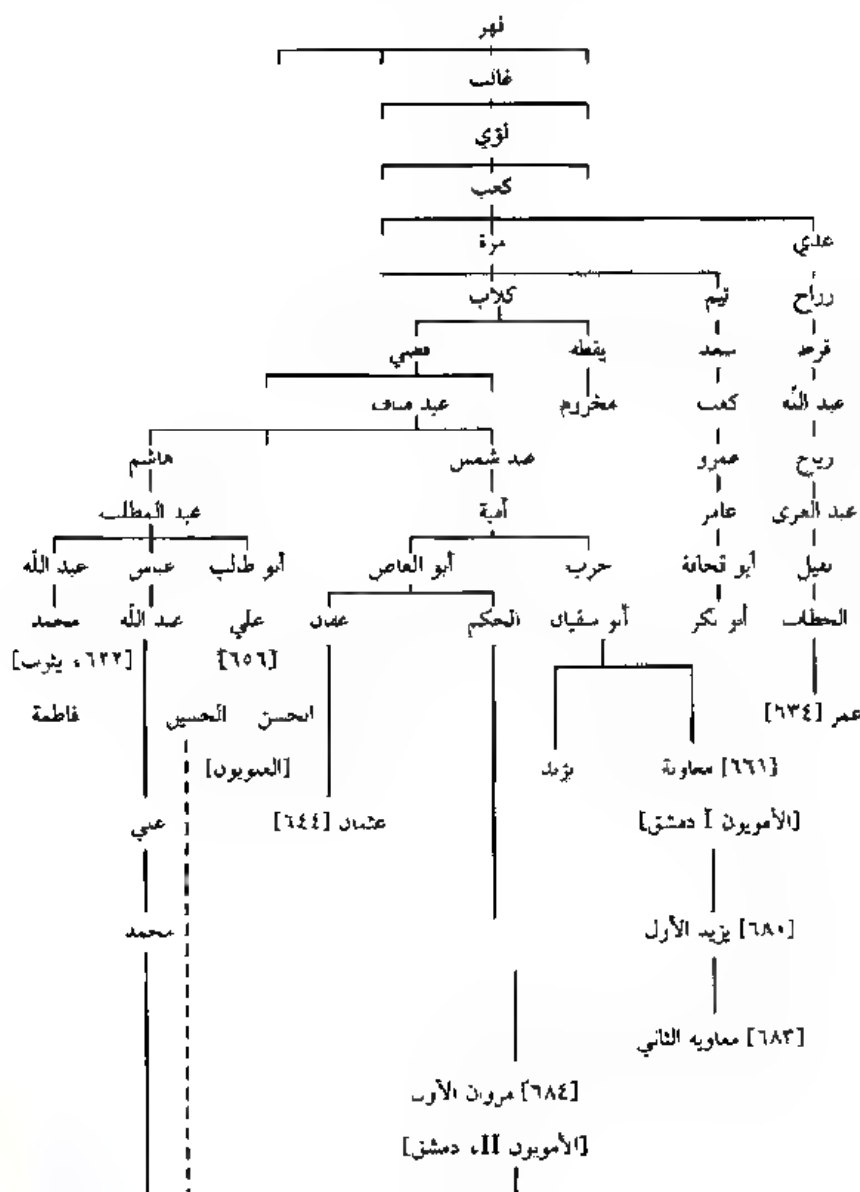 فهر
غالب
لؤي
كعب
عدي مرة
رزاح تيم كلاب
قرط سعد يقظة قصي
عبد الله كعب مخزوم عبد مناف
رياح عمرو عبد شمس هاشم
عبد العزى عامر أمية عبد المطلب
نفيل أبو قحافة حرب أبو العاص أبو طالب عباس عبد الله
الخطاب أبو بكر أبو سفيان الحكم عفان علي عبد الله محمد
[٦٥٦] [٦٢٢، يثرب]
عمر [٦٣٤] الحسن الحسين فاطمة
[٦٦١] معاوية يزيد [العلويون]
[الأمويون I دمشق] عثمان [٦٤٤] علي
[٦٨٠] يزيد الأول محمد
[٦٨٣] معاوية الثاني
[٦٨٤] مروان الأول
[الأمويون II، دمشق]